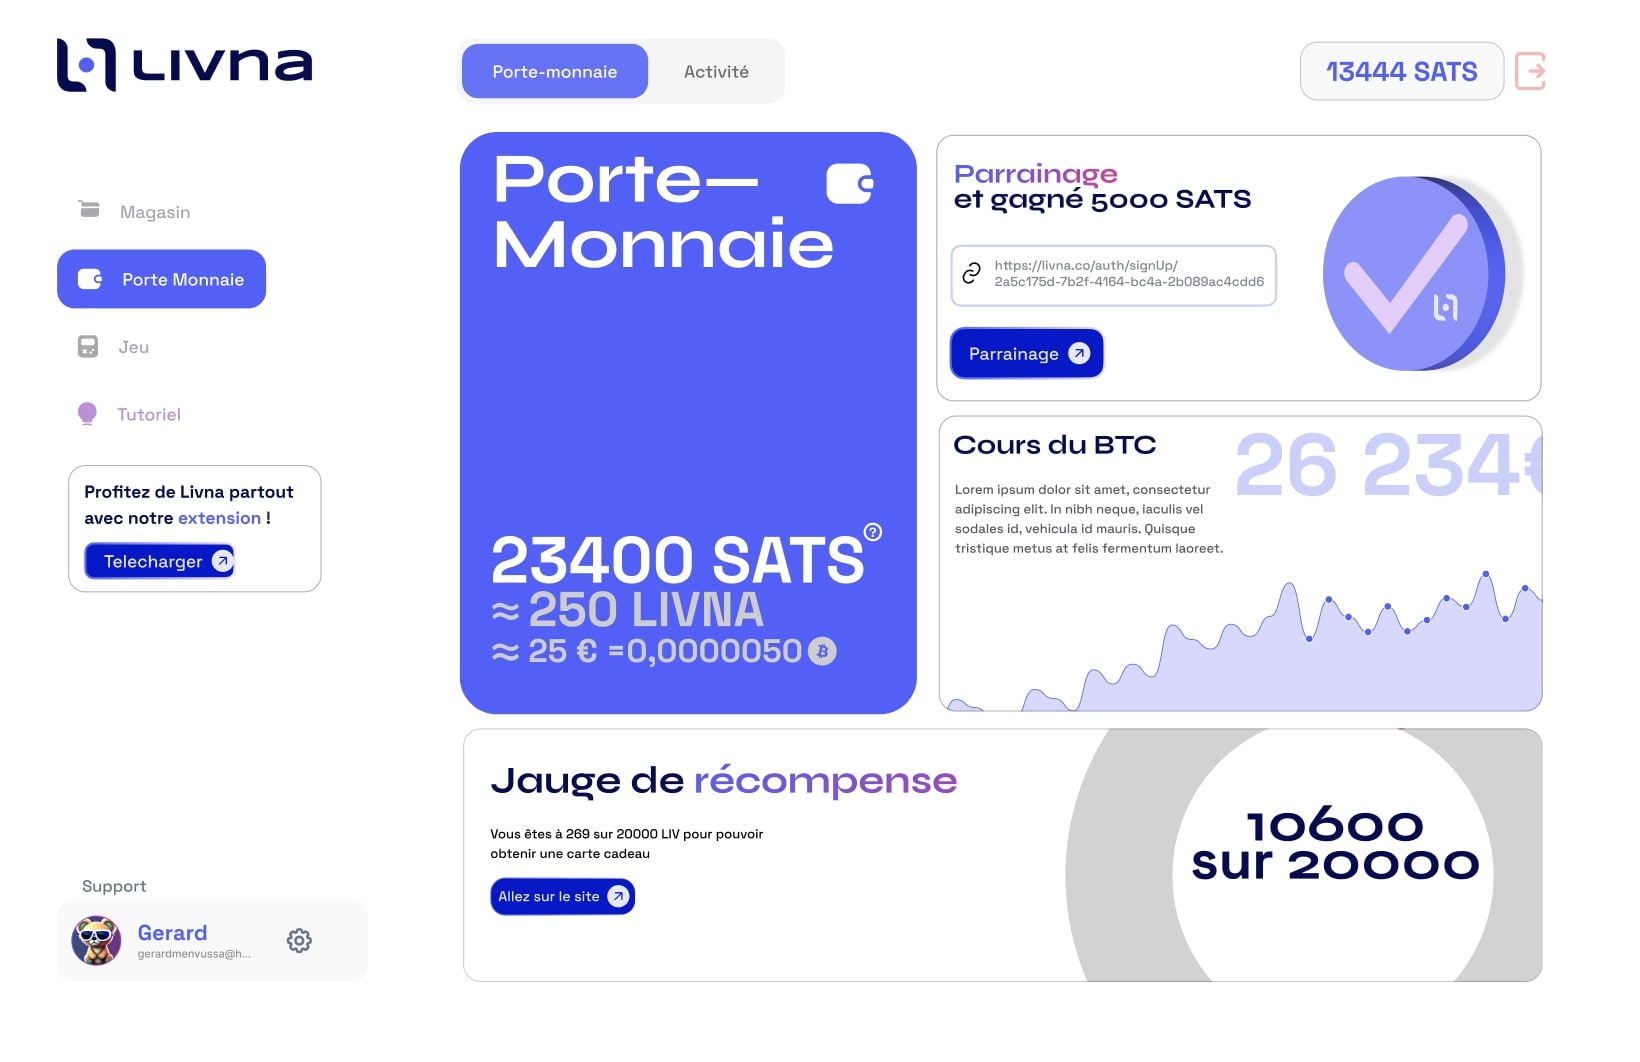 Livna
Porte-monnaie
Activité
13444 SATS
Magasin
Porte Monnaie
Jeu
Tutoriel
Profitez de Livna partout
avec notre extension !
Telecharger
Support
Gerard
gerardmenvussa@h...
Porte-
Monnaie
23400 SATS
?
≈ 250 LIVNA
≈ 25 € =0,0000050
Parrainage
et gagné 5000 SATS
https://livna.co/auth/signUp/
2a5c175d-7b2f-4164-bc4a-2b089ac4cdd6
Parrainage
Cours du BTC
26 234€
Lorem ipsum dolor sit amet, consectetur
adipiscing elit. In nibh neque, iaculis vel
sodales id, vehicula id mauris. Quisque
tristique metus at felis fermentum laoreet.
Jauge de récompense
Vous êtes à 269 sur 20000 LIV pour pouvoir
obtenir une carte cadeau
Allez sur le site
10600
sur 20000